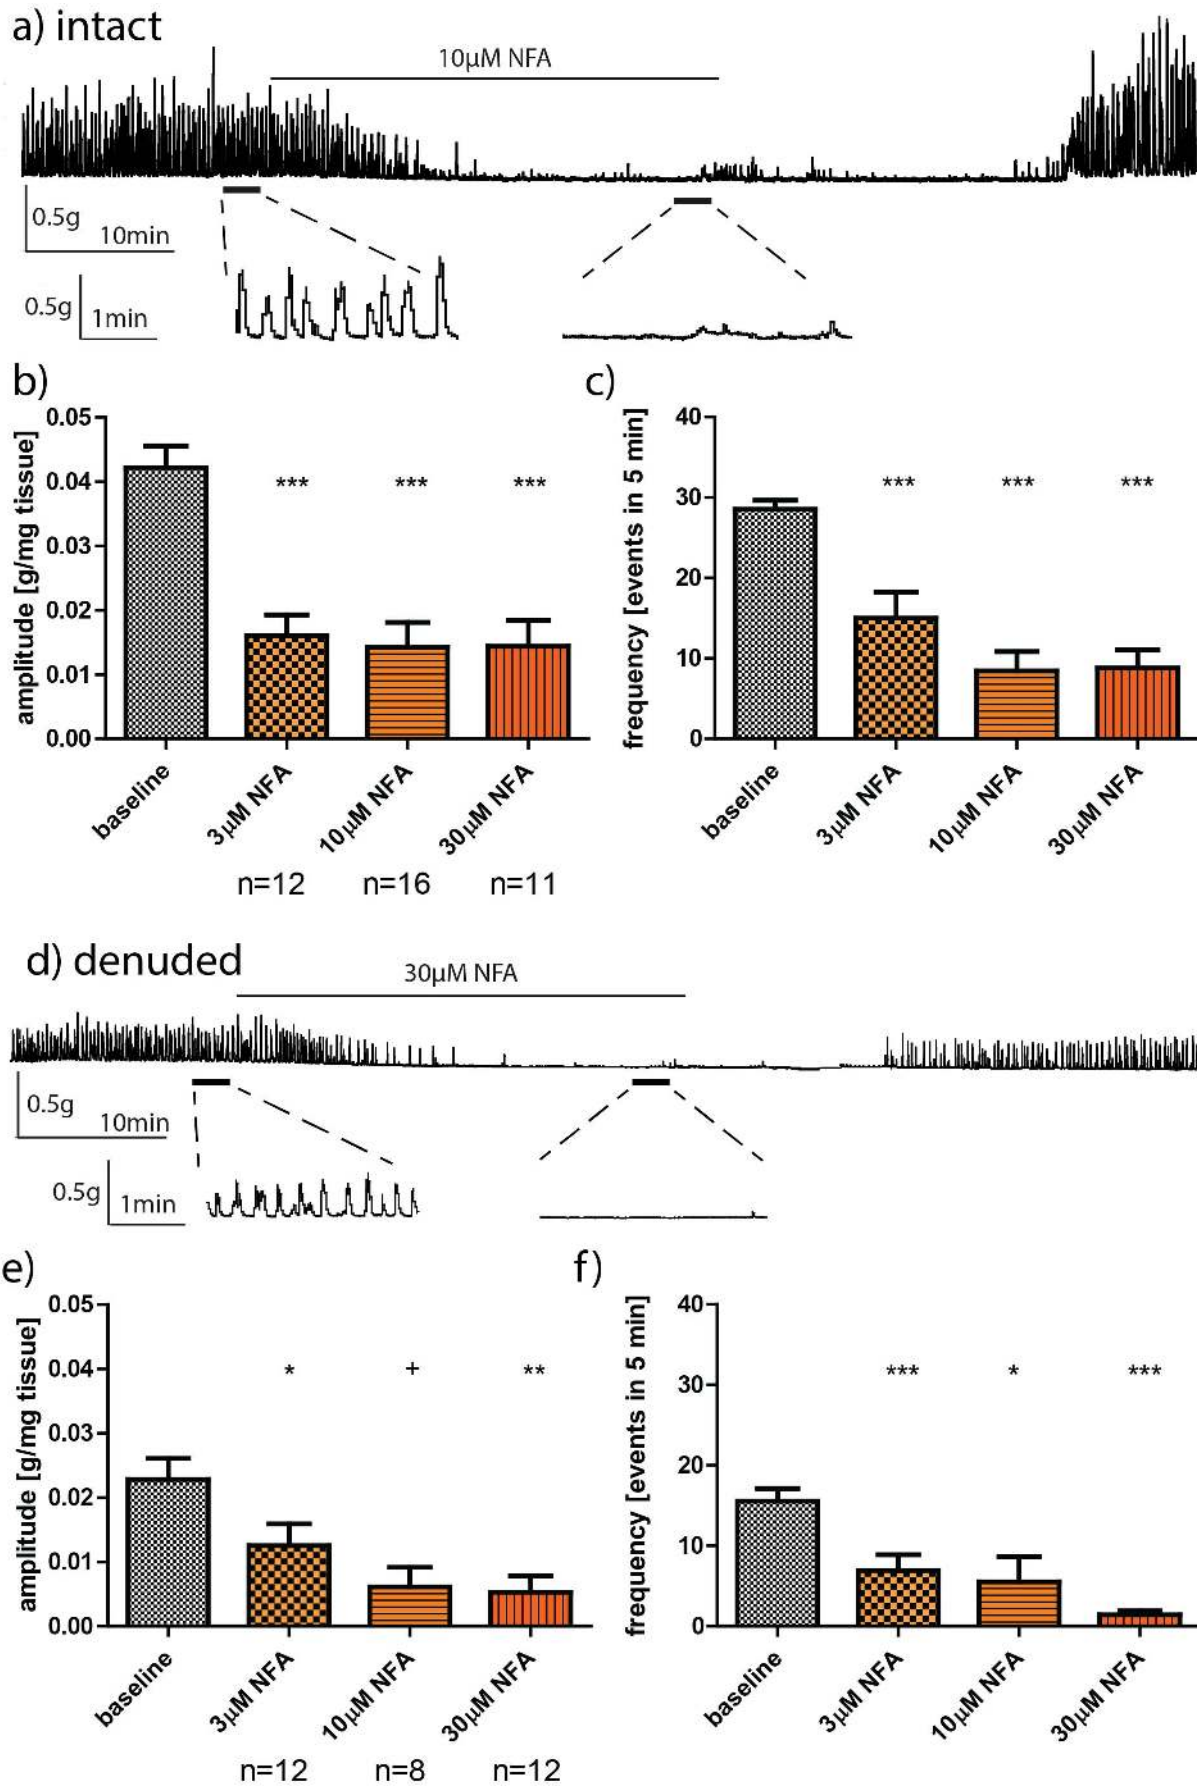 a) intact
10µM NFA
0.5g
10min
0.5g
1min
b)
amplitude [g/mg tissue]
0.05
0.04
0.03
0.02
0.01
0.00
***
***
***
baseline
3µM NFA
10µM NFA
30µM NFA
n=12
n=16
n=11
c)
frequency [events in 5 min]
40
30
20
10
0
***
***
***
baseline
3µM NFA
10µM NFA
30µM NFA
d) denuded
30µM NFA
0.5g
10min
0.5g
1min
e)
amplitude [g/mg tissue]
0.05
0.04
0.03
0.02
0.01
0.00
*
+
**
baseline
3µM NFA
10µM NFA
30µM NFA
n=12
n=8
n=12
f)
frequency [events in 5 min]
40
30
20
10
0
***
*
***
baseline
3µM NFA
10µM NFA
30µM NFA